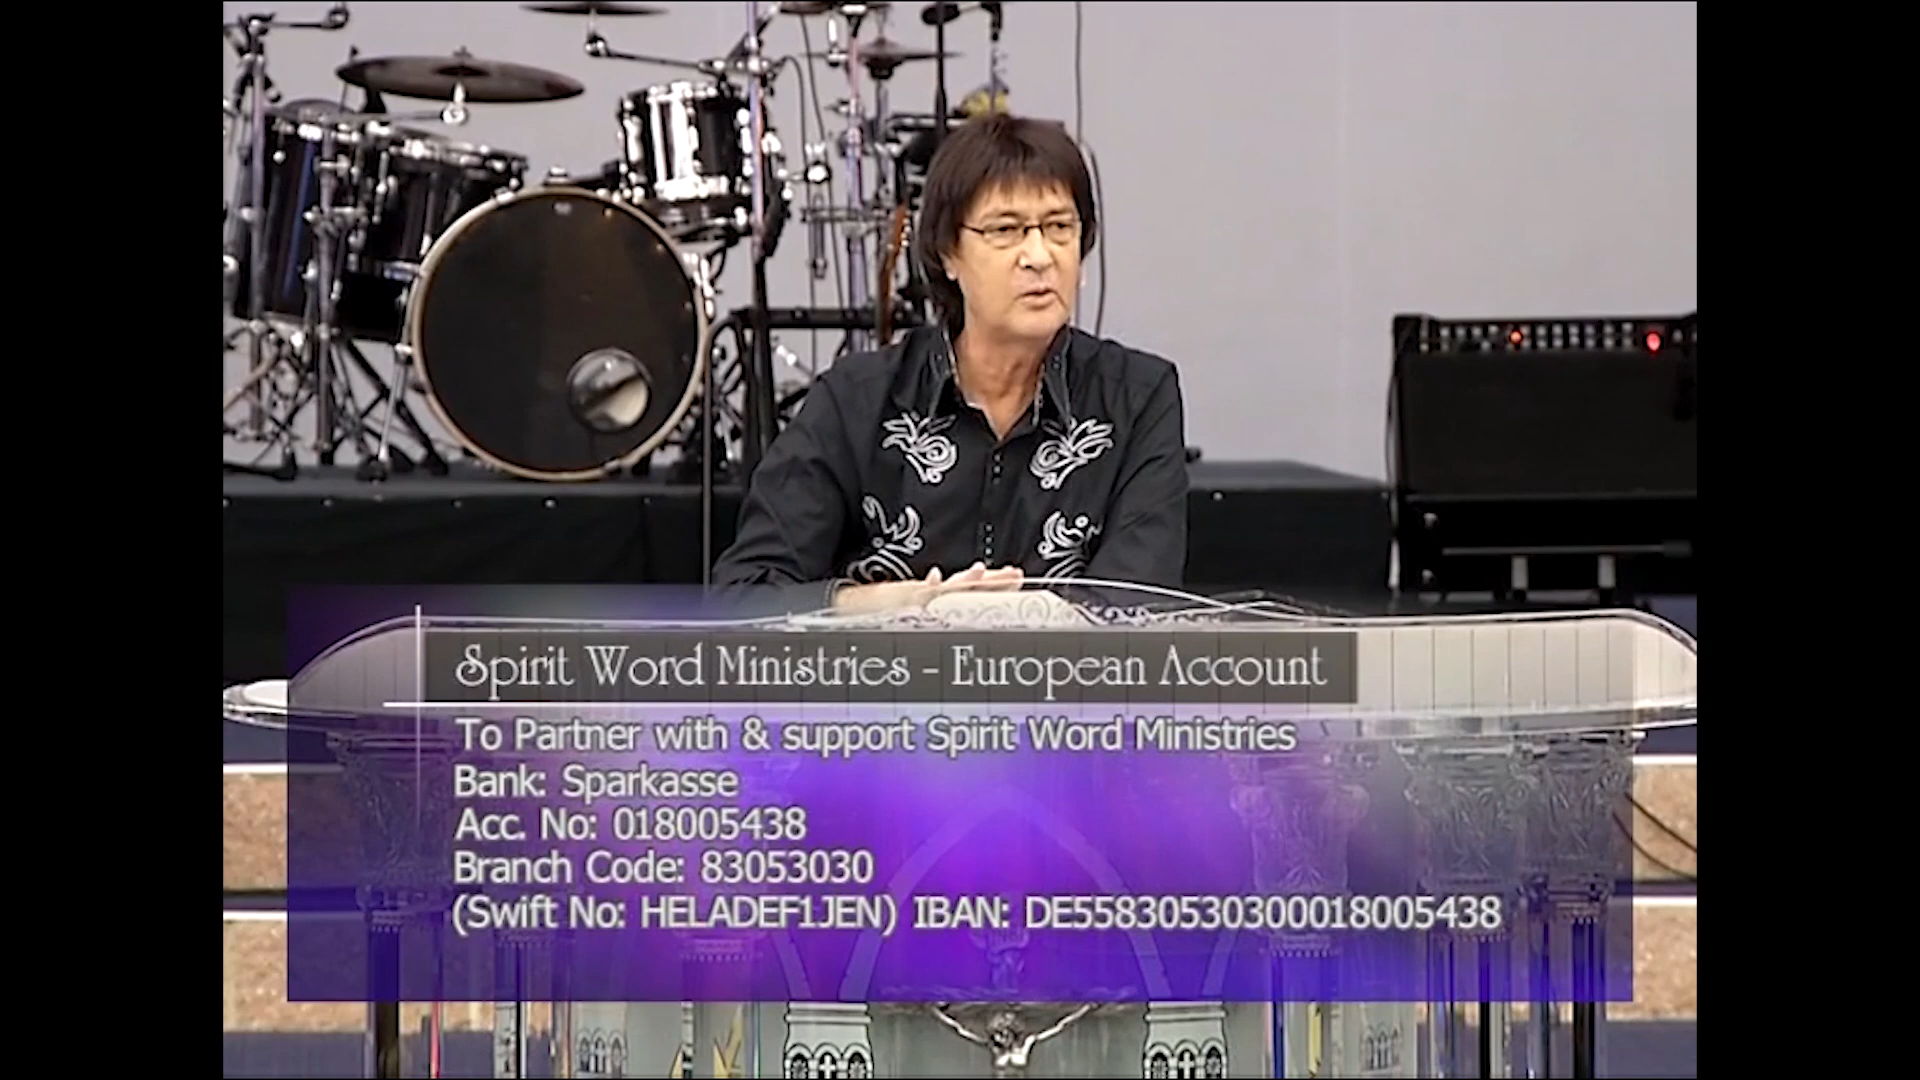 Spirit Word Ministries - European Account
To Partner with & support Spirit Word Ministries
Bank: Sparkasse
Acc. No: 018005438
Branch Code: 83053030
(Swift No: HELADEF1JEN) IBAN: DE55830530300018005438